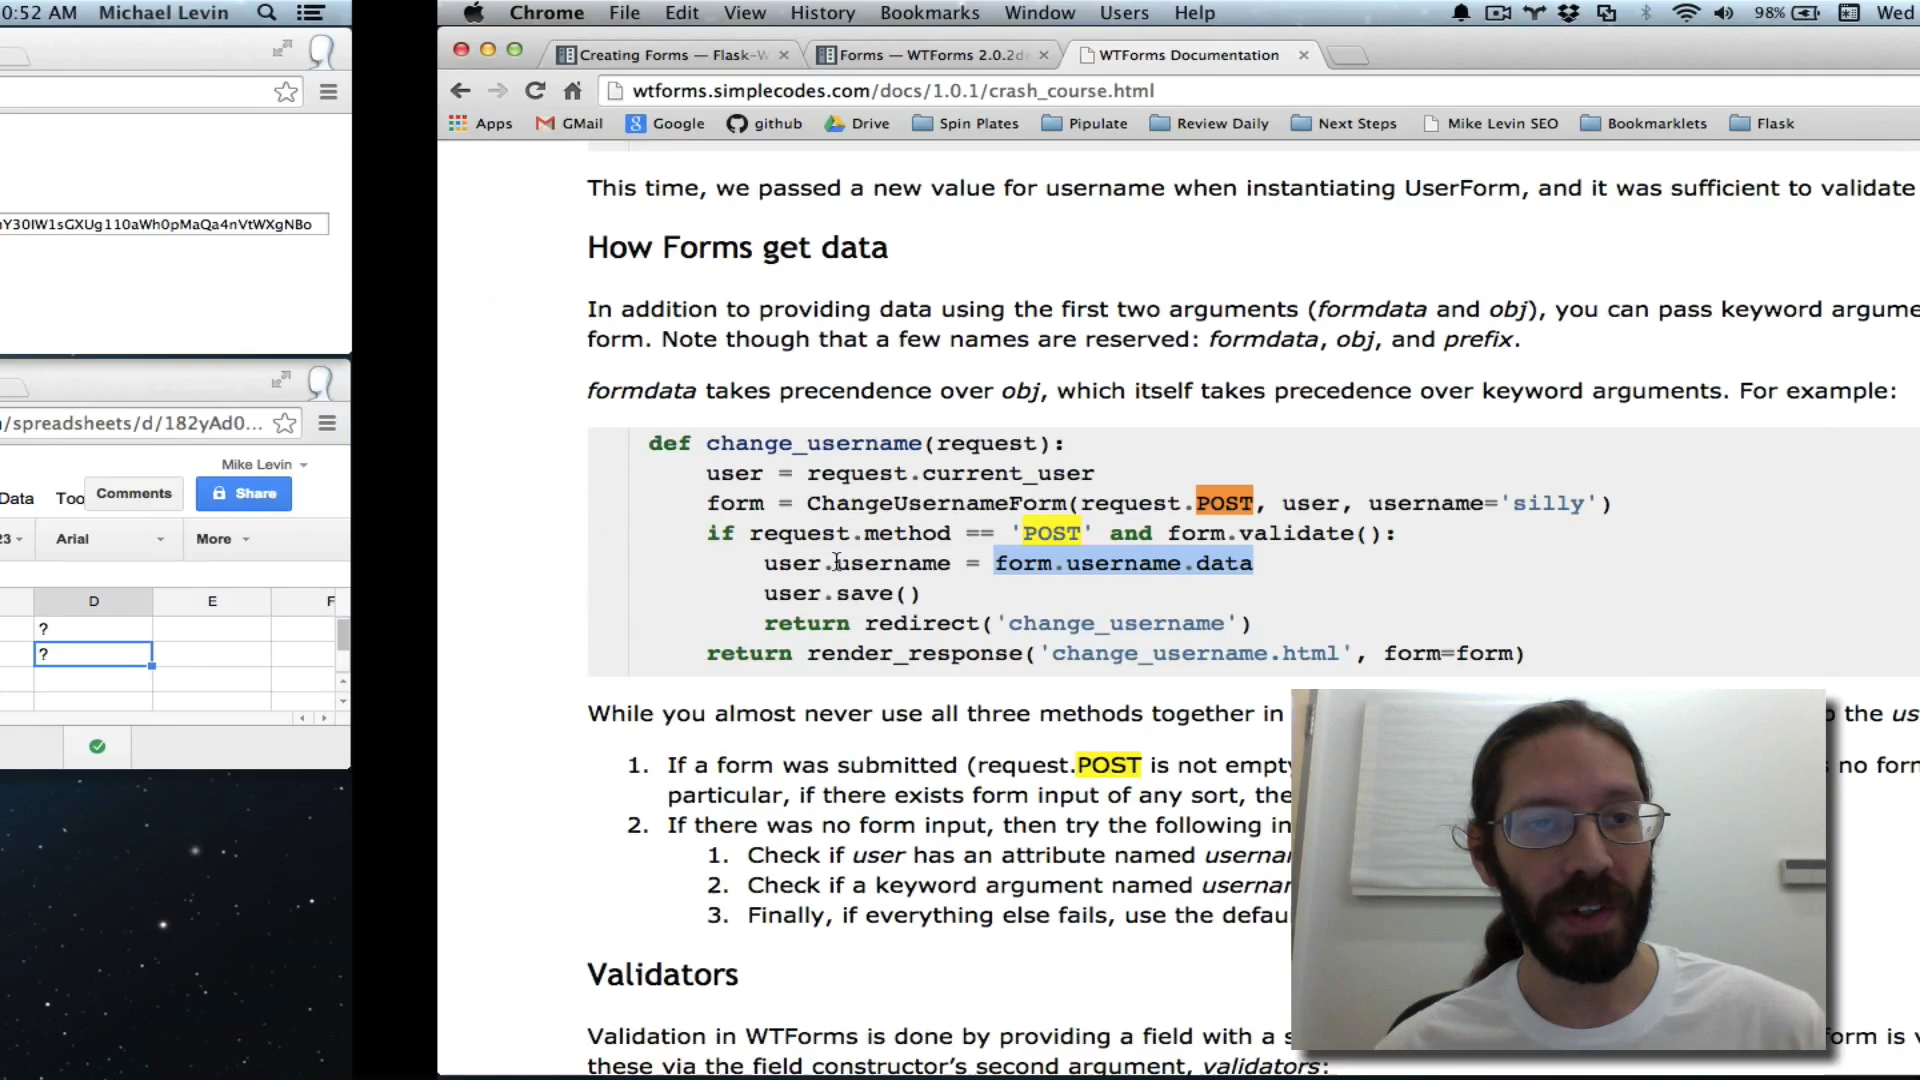 0:52 AM Michael Levin
Chrome File Edit View History Bookmarks Window Users Help 98% Wed
Creating Forms — Flask-W
Forms — WTForms 2.0.2de
WTForms Documentation
wtforms.simplecodes.com/docs/1.0.1/crash_course.html
Apps GMail Google github Drive Spin Plates Pipulate Review Daily Next Steps Mike Levin SEO Bookmarklets Flask
Y30IW1sGXUg110aWh0pMaQa4nVtWXgNBo
/spreadsheets/d/182yAd0...
Mike Levin
Data Too Comments Share
23 Arial More
D E F
?
?
This time, we passed a new value for username when instantiating UserForm, and it was sufficient to validate
How Forms get data
In addition to providing data using the first two arguments (formdata and obj), you can pass keyword argume
form. Note though that a few names are reserved: formdata, obj, and prefix.
formdata takes precendence over obj, which itself takes precedence over keyword arguments. For example:
def change_username(request):
user = request.current_user
form = ChangeUsernameForm(request.POST, user, username='silly')
if request.method == 'POST' and form.validate():
user.username = form.username.data
user.save()
return redirect('change_username')
return render_response('change_username.html', form=form)
While you almost never use all three methods together in the us
1. If a form was submitted (request.POST is not empty no form
particular, if there exists form input of any sort, the
2. If there was no form input, then try the following in
1. Check if user has an attribute named usernam
2. Check if a keyword argument named usernam
3. Finally, if everything else fails, use the defau
Validators
Validation in WTForms is done by providing a field with a s form is v
these via the field constructor's second argument, validators: